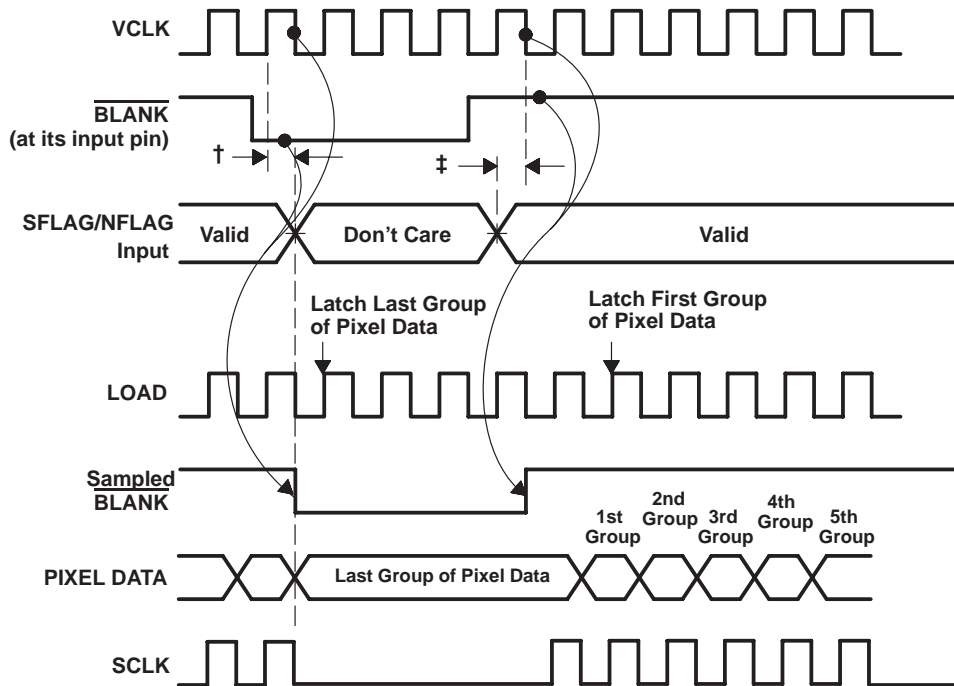 VCLK
BLANK
(at its input pin)
†
‡
SFLAG/NFLAG
Input
Valid
Don't Care
Valid
Latch Last Group
of Pixel Data
Latch First Group
of Pixel Data
LOAD
Sampled
BLANK
1st
Group
2nd
Group
3rd
Group
4th
Group
5th
Group
PIXEL DATA
Last Group of Pixel Data
SCLK